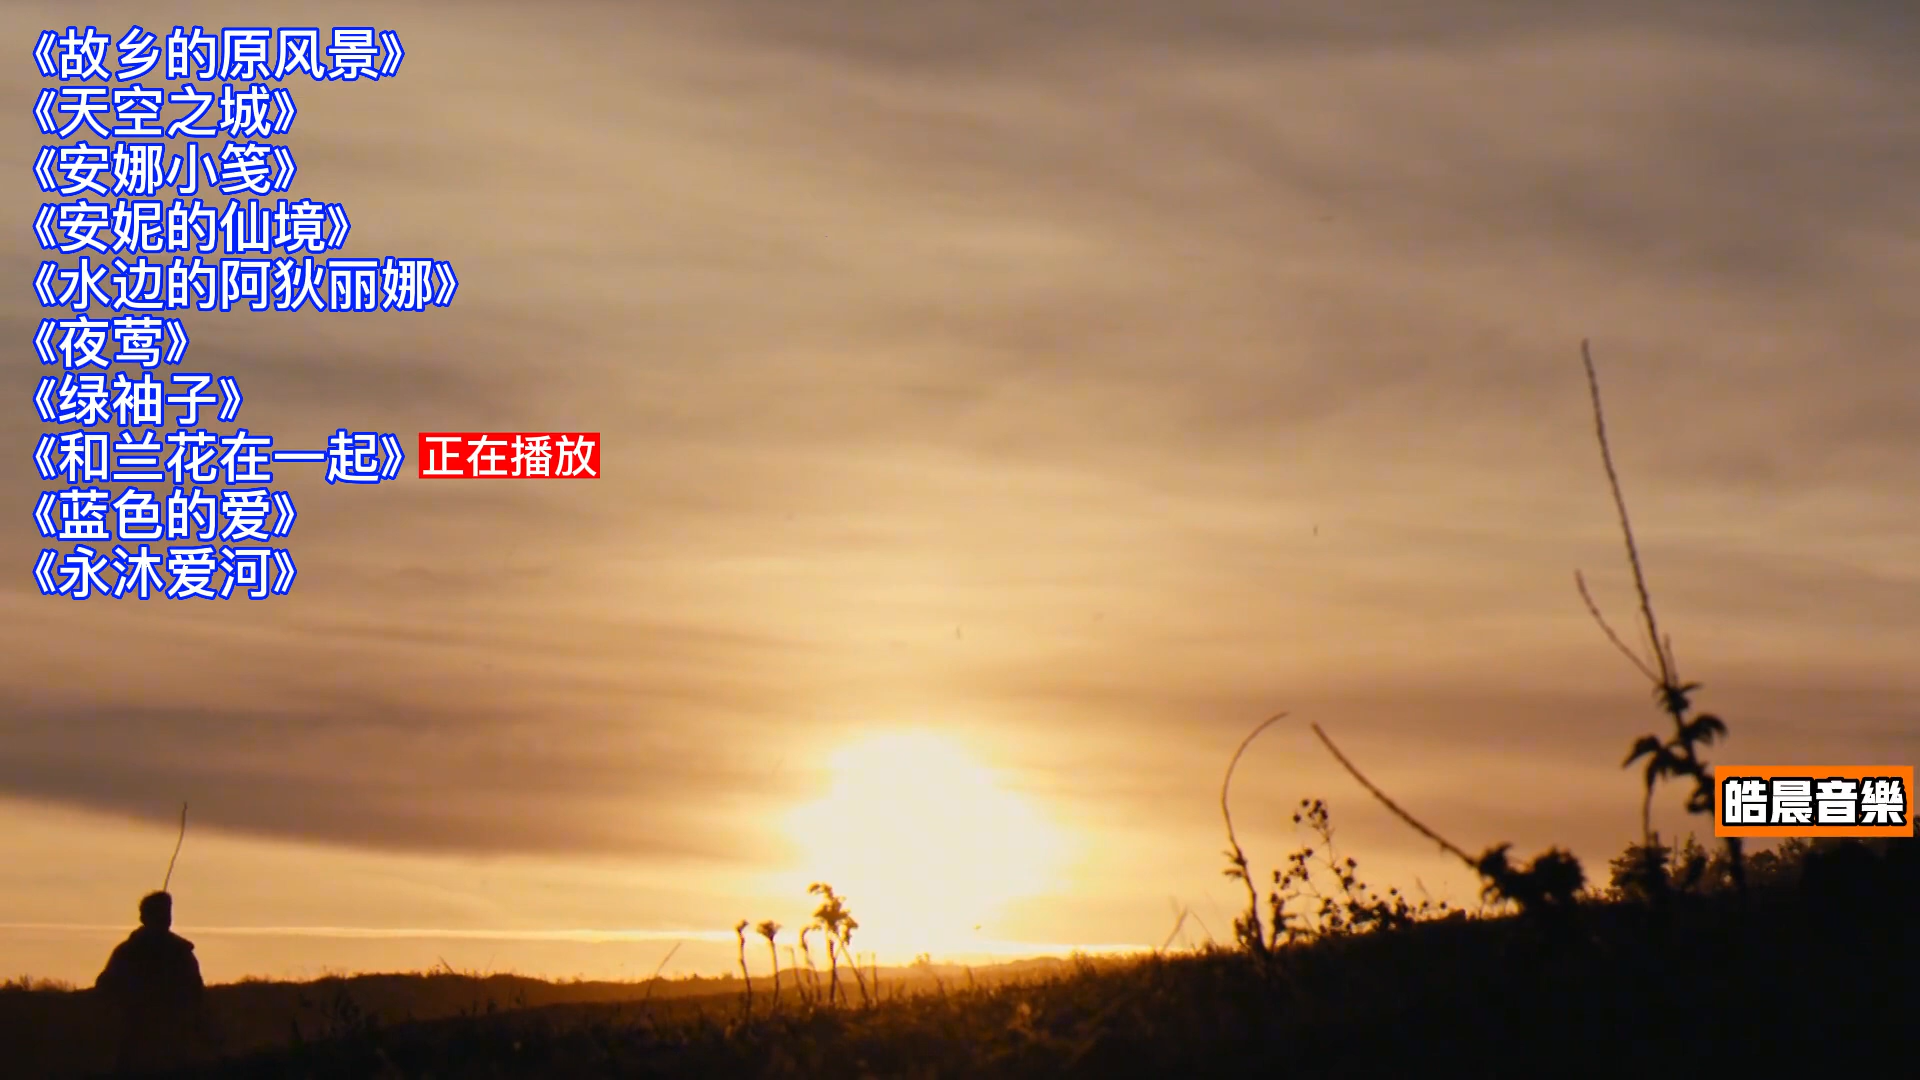 《故乡的原风景》
《天空之城》
《安娜小笺》
《安妮的仙境》
《水边的阿狄丽娜》
《夜莺》
《绿袖子》
《和兰花在一起》正在播放
《蓝色的爱》
《永沐爱河》
皓晨音樂